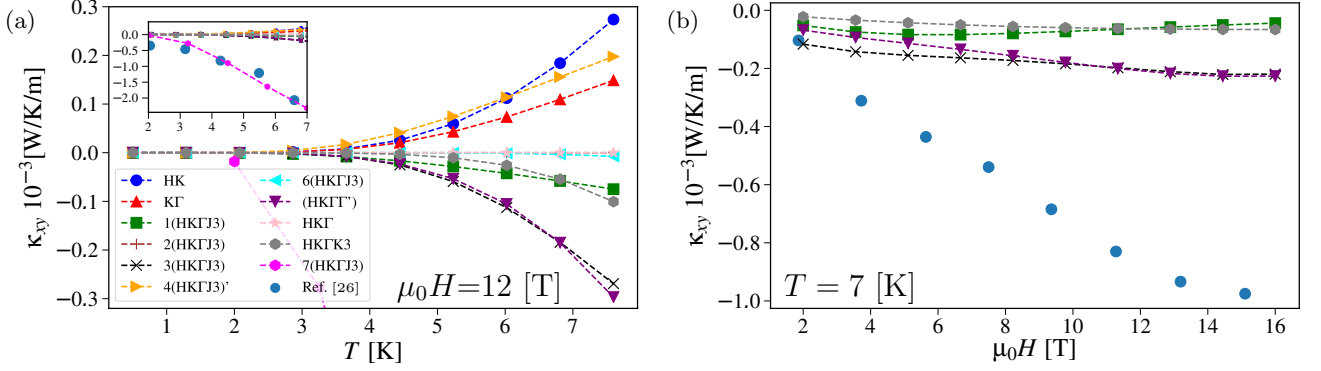 (a)
0.3
0.2
0.1
0.0
−0.1
−0.2
−0.3
κxy 10⁻³[W/K/m]
0.0
−0.5
−1.0
−1.5
−2.0
2 3 4 5 6 7
HK
KΓ
1(HKΓJ3)
2(HKΓJ3)
3(HKΓJ3)
4(HKΓJ3)'
6(HKΓJ3)
(HKΓΓ')
HKΓ
HKΓK3
7(HKΓJ3)
Ref. [26]
μ₀H=12 [T]
1 2 3 4 5 6 7
T [K]
(b)
0.0
−0.2
−0.4
−0.6
−0.8
−1.0
κxy 10⁻³ [W/K/m]
T = 7 [K]
2 4 6 8 10 12 14 16
μ₀H [T]